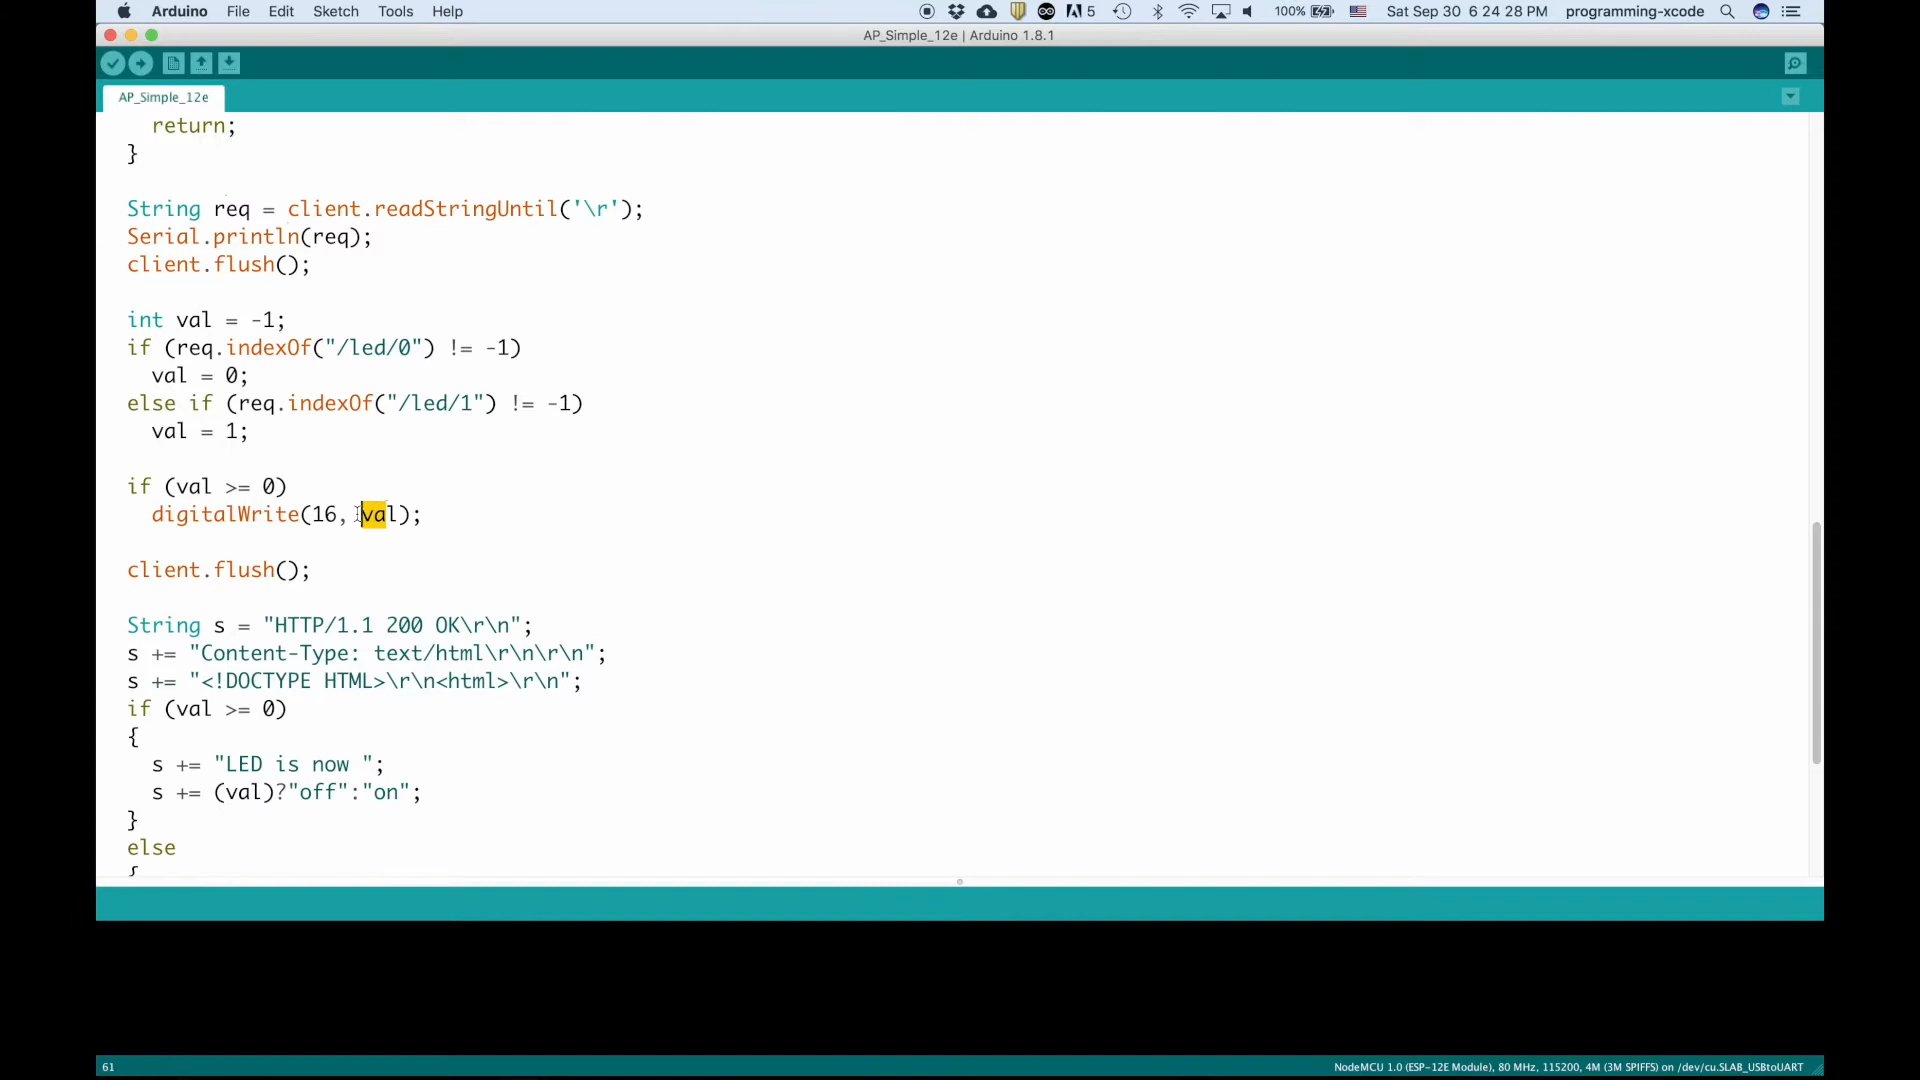 Arduino File Edit Sketch Tools Help 5 100% Sat Sep 30 6 24 28 PM programming-xcode
AP_Simple_12e | Arduino 1.8.1
AP_Simple_12e
return;
}
String req = client.readStringUntil('\r');
Serial.println(req);
client.flush();
int val = -1;
if (req.indexOf("/led/0") != -1)
val = 0;
else if (req.indexOf("/led/1") != -1)
val = 1;
if (val >= 0)
digitalWrite(16, val);
client.flush();
String s = "HTTP/1.1 200 OK\r\n";
s += "Content-Type: text/html\r\n\r\n";
s += "<!DOCTYPE HTML>\r\n<html>\r\n";
if (val >= 0)
{
s += "LED is now ";
s += (val)?"off":"on";
}
else
{
61 NodeMCU 1.0 (ESP-12E Module), 80 MHz, 115200, 4M (3M SPIFFS) on /dev/cu.SLAB_USBtoUART